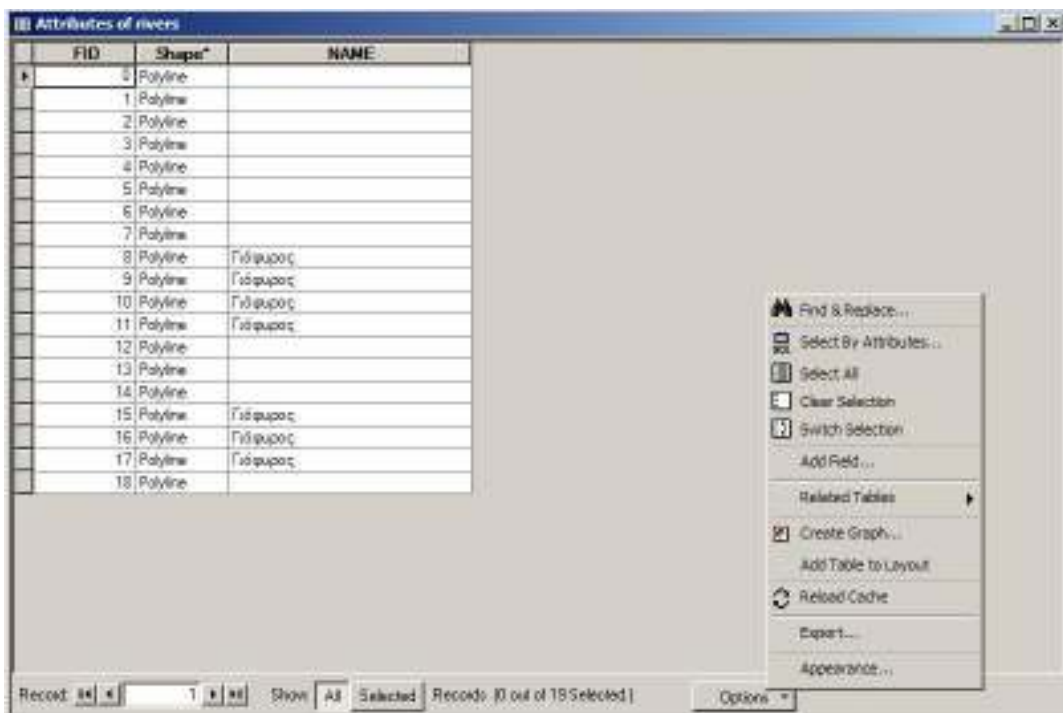 Attributes of rivers
FID Shape* NAME
0 Polyline
1 Polyline
2 Polyline
3 Polyline
4 Polyline
5 Polyline
6 Polyline
7 Polyline
8 Polyline Γιόφυρος
9 Polyline Γιόφυρος
10 Polyline Γιόφυρος
11 Polyline Γιόφυρος
12 Polyline
13 Polyline
14 Polyline
15 Polyline Γιόφυρος
16 Polyline Γιόφυρος
17 Polyline Γιόφυρος
18 Polyline
Find & Replace...
Select By Attributes...
Select All
Clear Selection
Switch Selection
Add Field...
Related Tables
Create Graph...
Add Table to Layout
Reload Cache
Export...
Appearance...
Record: 1 Show: All Selected Records (0 out of 19 Selected.) Options